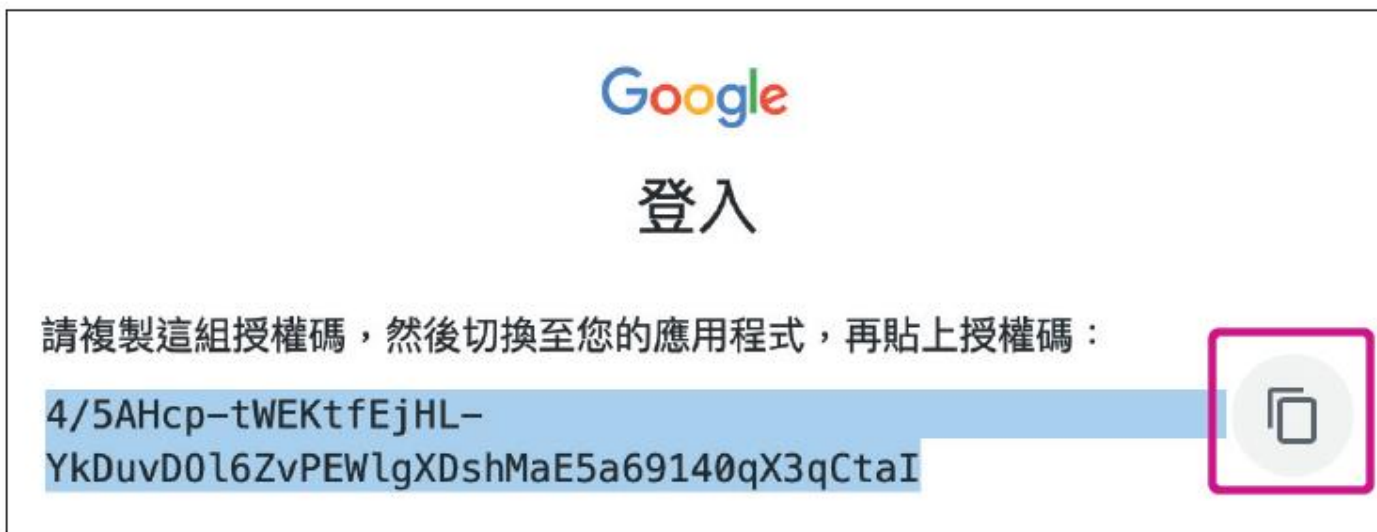 Google
登入
請複製這組授權碼，然後切換至您的應用程式，再貼上授權碼：
4/5AHcp-tWEKtfEjHL-
YkDuvDOl6ZvPEWlgXDshMaE5a69140qX3qCtaI